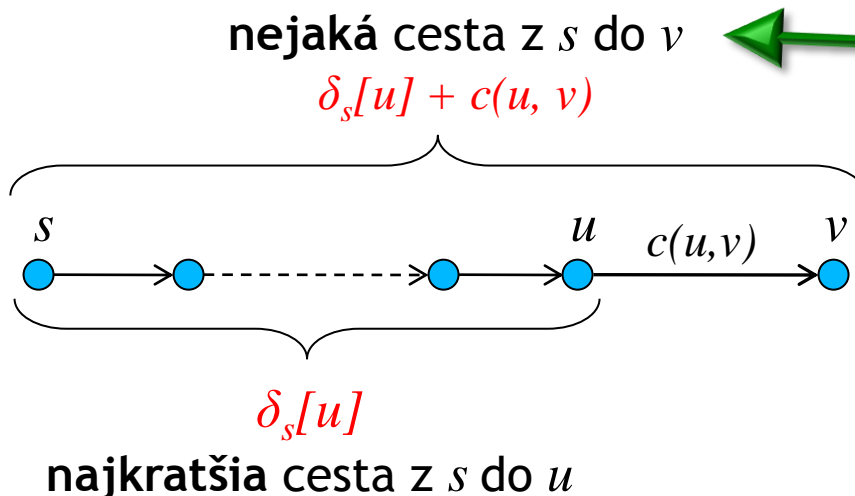 nejaká cesta z s do v
δₛ[u] + c(u, v)
s u c(u,v) v
δₛ[u]
najkratšia cesta z s do u